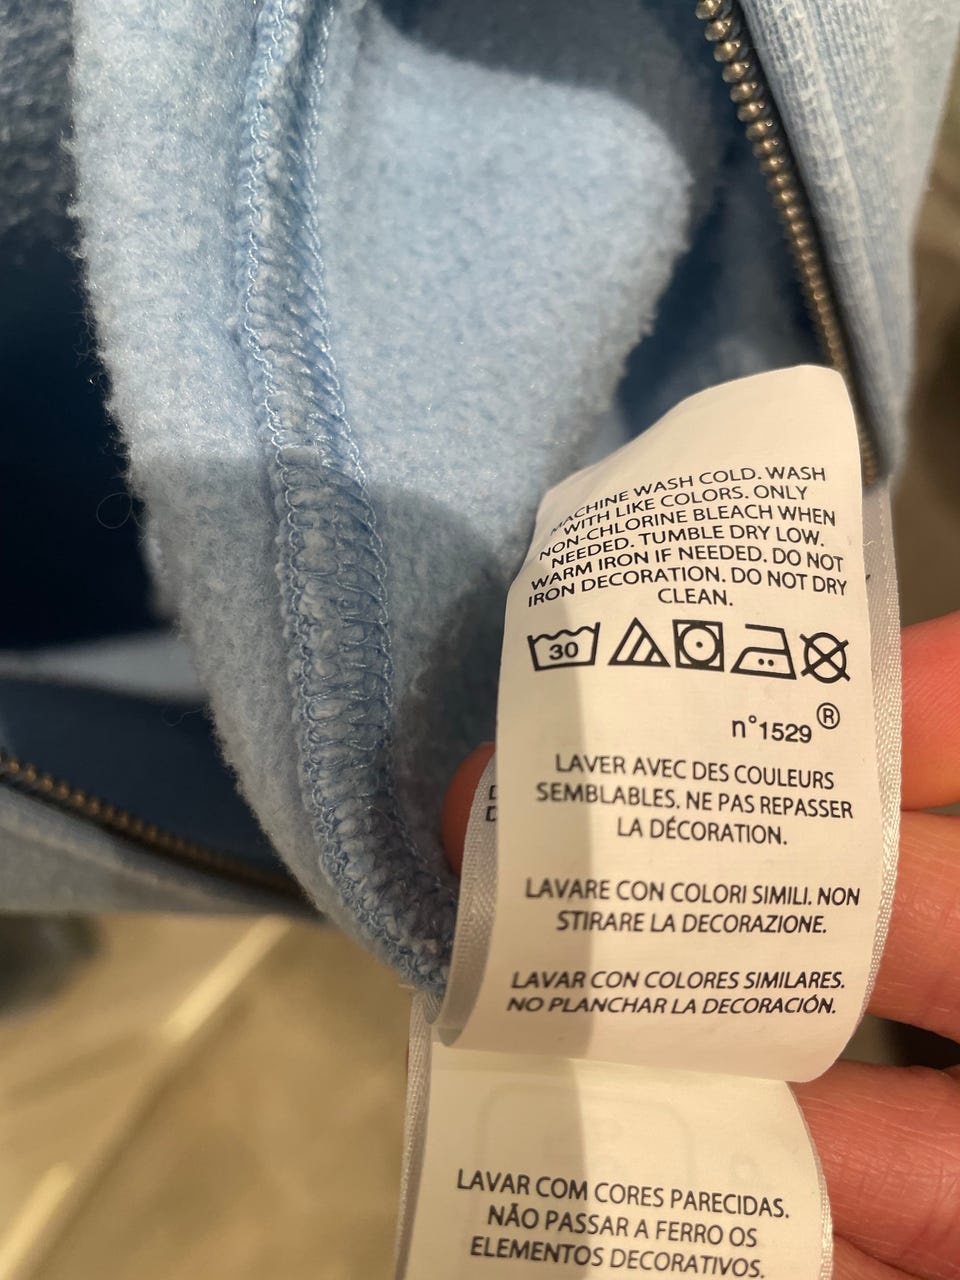 MACHINE WASH COLD. WASH
WITH LIKE COLORS. ONLY
NON-CHLORINE BLEACH WHEN
NEEDED. TUMBLE DRY LOW.
WARM IRON IF NEEDED. DO NOT
IRON DECORATION. DO NOT DRY
CLEAN.
30
n°1529®
LAVER AVEC DES COULEURS
SEMBLABLES. NE PAS REPASSER
LA DÉCORATION.
LAVARE CON COLORI SIMILI. NON
STIRARE LA DECORAZIONE.
LAVAR CON COLORES SIMILARES.
NO PLANCHAR LA DECORACIÓN.
LAVAR COM CORES PARECIDAS.
NÃO PASSAR A FERRO OS
ELEMENTOS DECORATIVOS.